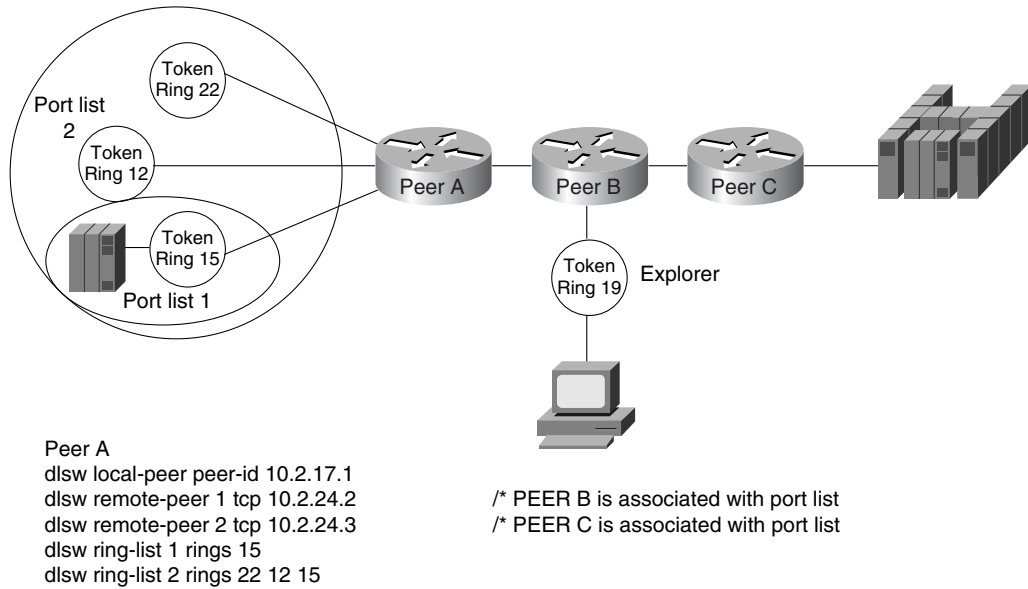 Token
Ring 22
Port list
2
Token
Ring 12
Token
Ring 15
Port list 1
Peer A
Peer B
Peer C
Token
Ring 19
Explorer
Peer A
dlsw local-peer peer-id 10.2.17.1
dlsw remote-peer 1 tcp 10.2.24.2 /* PEER B is associated with port list
dlsw remote-peer 2 tcp 10.2.24.3 /* PEER C is associated with port list
dlsw ring-list 1 rings 15
dlsw ring-list 2 rings 22 12 15